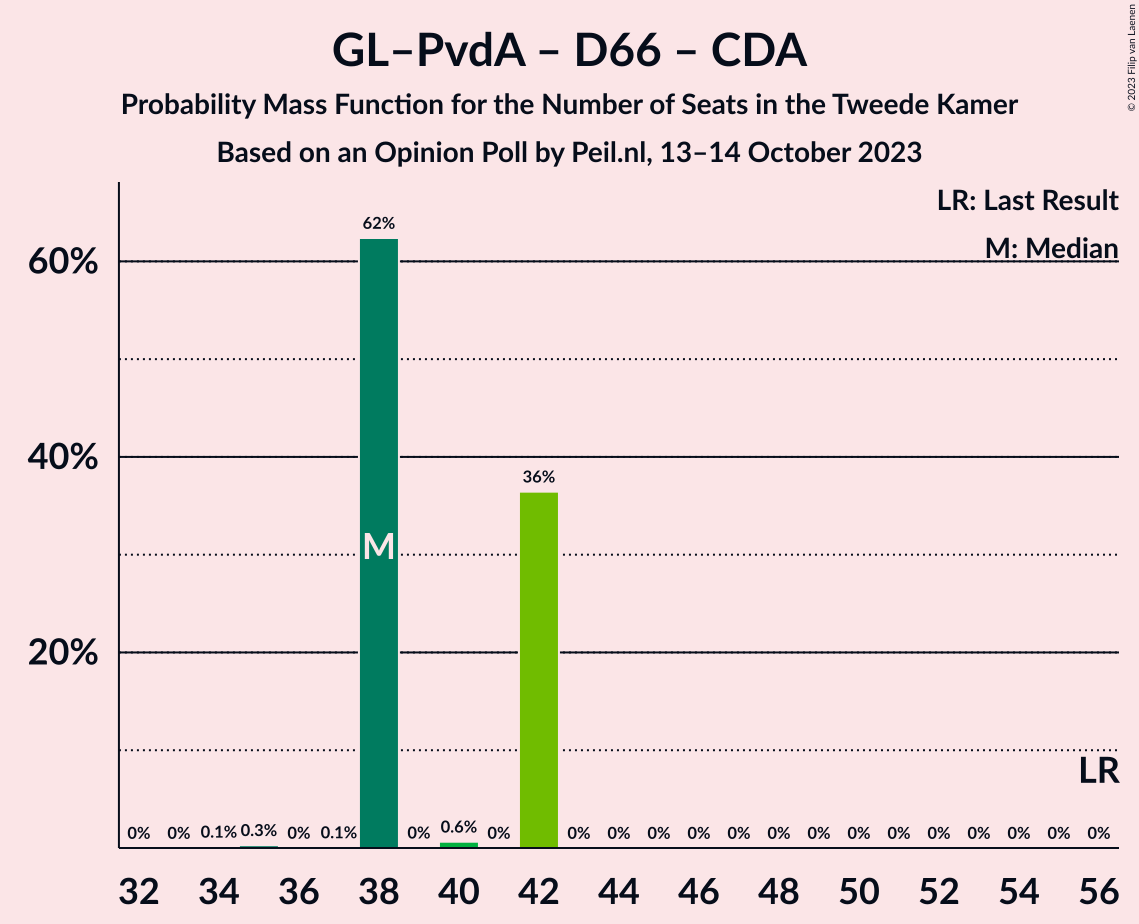 GL–PvdA – D66 – CDA
Probability Mass Function for the Number of Seats in the Tweede Kamer
Based on an Opinion Poll by Peil.nl, 13–14 October 2023
© 2023 Filip van Laenen
LR: Last Result
M: Median
60%
40%
20%
62%
36%
M
LR
0% 0% 0.1% 0.3% 0% 0.1% 0% 0.6% 0% 0% 0% 0% 0% 0% 0% 0% 0% 0% 0% 0% 0% 0% 0%
32 34 36 38 40 42 44 46 48 50 52 54 56